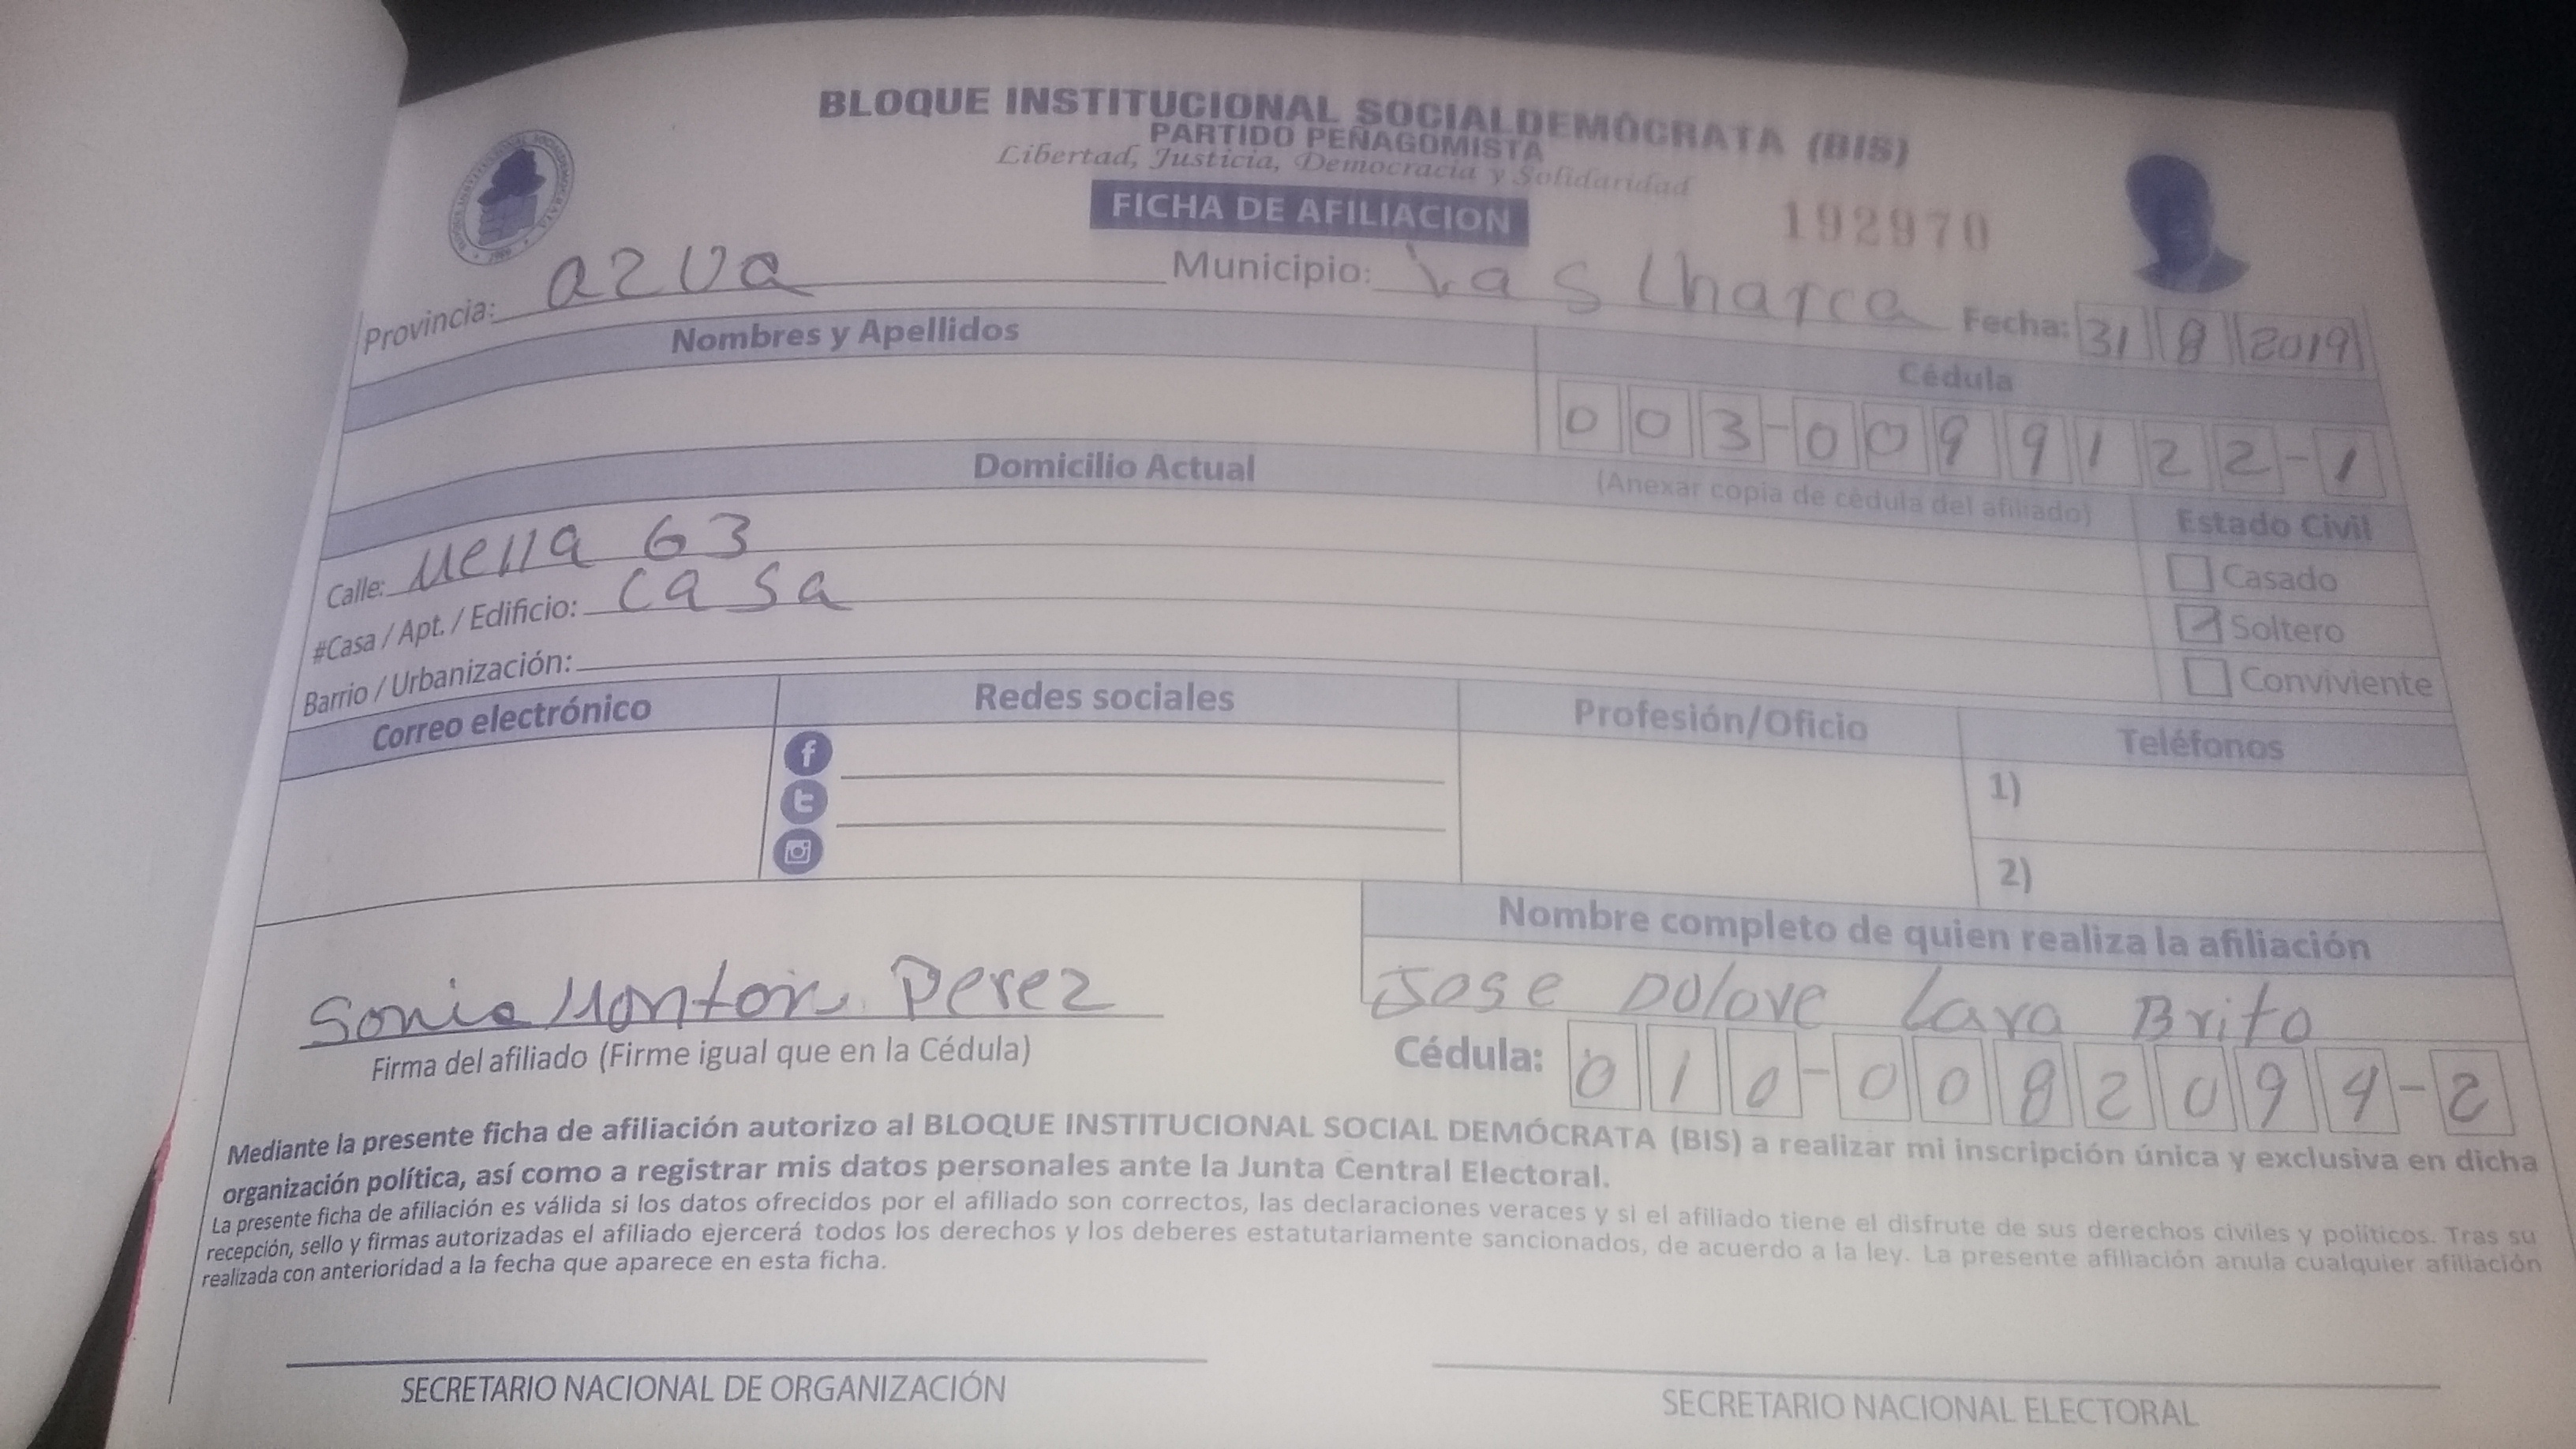 BLOQUE INSTITUCIONAL SOCIALDEMÓCRATA (BIS)
PARTIDO PEÑAGOMISTA
Libertad, Justicia, Democracia y Solidaridad
FICHA DE AFILIACION
192970
Provincia: azua Municipio: Las Charca Fecha: 31 8 2019
Nombres y Apellidos Cédula
003-0099122-1
Domicilio Actual (Anexar copia de cédula del afiliado) Estado Civil
Calle: Mella 63
Casado
#Casa / Apt. / Edificio: casa
Soltero
Barrio / Urbanización:
Conviviente
Correo electrónico Redes sociales Profesión/Oficio Teléfonos
1)
2)
Nombre completo de quien realiza la afiliación
Sonia Perez
Jose Lara Brito
Firma del afiliado (Firme igual que en la Cédula)
Cédula: 010-0082094-2
Mediante la presente ficha de afiliación autorizo al BLOQUE INSTITUCIONAL SOCIAL DEMÓCRATA (BIS) a realizar mi inscripción única y exclusiva en dicha
organización política, así como a registrar mis datos personales ante la Junta Central Electoral.
La presente ficha de afiliación es válida si los datos ofrecidos por el afiliado son correctos, las declaraciones veraces y si el afiliado tiene el disfrute de sus derechos civiles y políticos. Tras su
recepción, sello y firmas autorizadas el afiliado ejercerá todos los derechos y los deberes estatutariamente sancionados, de acuerdo a la ley. La presente afiliación anula cualquier afiliación
realizada con anterioridad a la fecha que aparece en esta ficha.
SECRETARIO NACIONAL DE ORGANIZACIÓN
SECRETARIO NACIONAL ELECTORAL